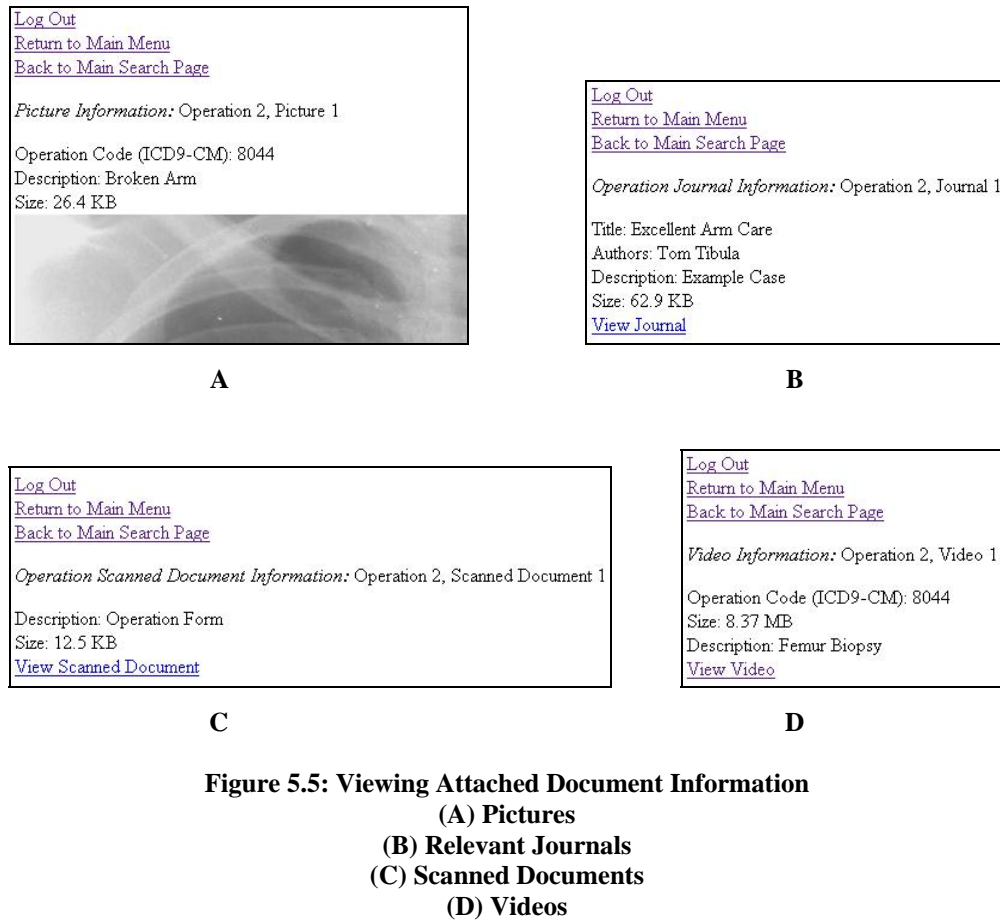 Log Out
Return to Main Menu
Back to Main Search Page
Picture Information: Operation 2, Picture 1
Operation Code (ICD9-CM): 8044
Description: Broken Arm
Size: 26.4 KB
A
Log Out
Return to Main Menu
Back to Main Search Page
Operation Journal Information: Operation 2, Journal 1
Title: Excellent Arm Care
Authors: Tom Tibula
Description: Example Case
Size: 62.9 KB
View Journal
B
Log Out
Return to Main Menu
Back to Main Search Page
Operation Scanned Document Information: Operation 2, Scanned Document 1
Description: Operation Form
Size: 12.5 KB
View Scanned Document
C
Log Out
Return to Main Menu
Back to Main Search Page
Video Information: Operation 2, Video 1
Operation Code (ICD9-CM): 8044
Size: 8.37 MB
Description: Femur Biopsy
View Video
D
Figure 5.5: Viewing Attached Document Information
(A) Pictures
(B) Relevant Journals
(C) Scanned Documents
(D) Videos